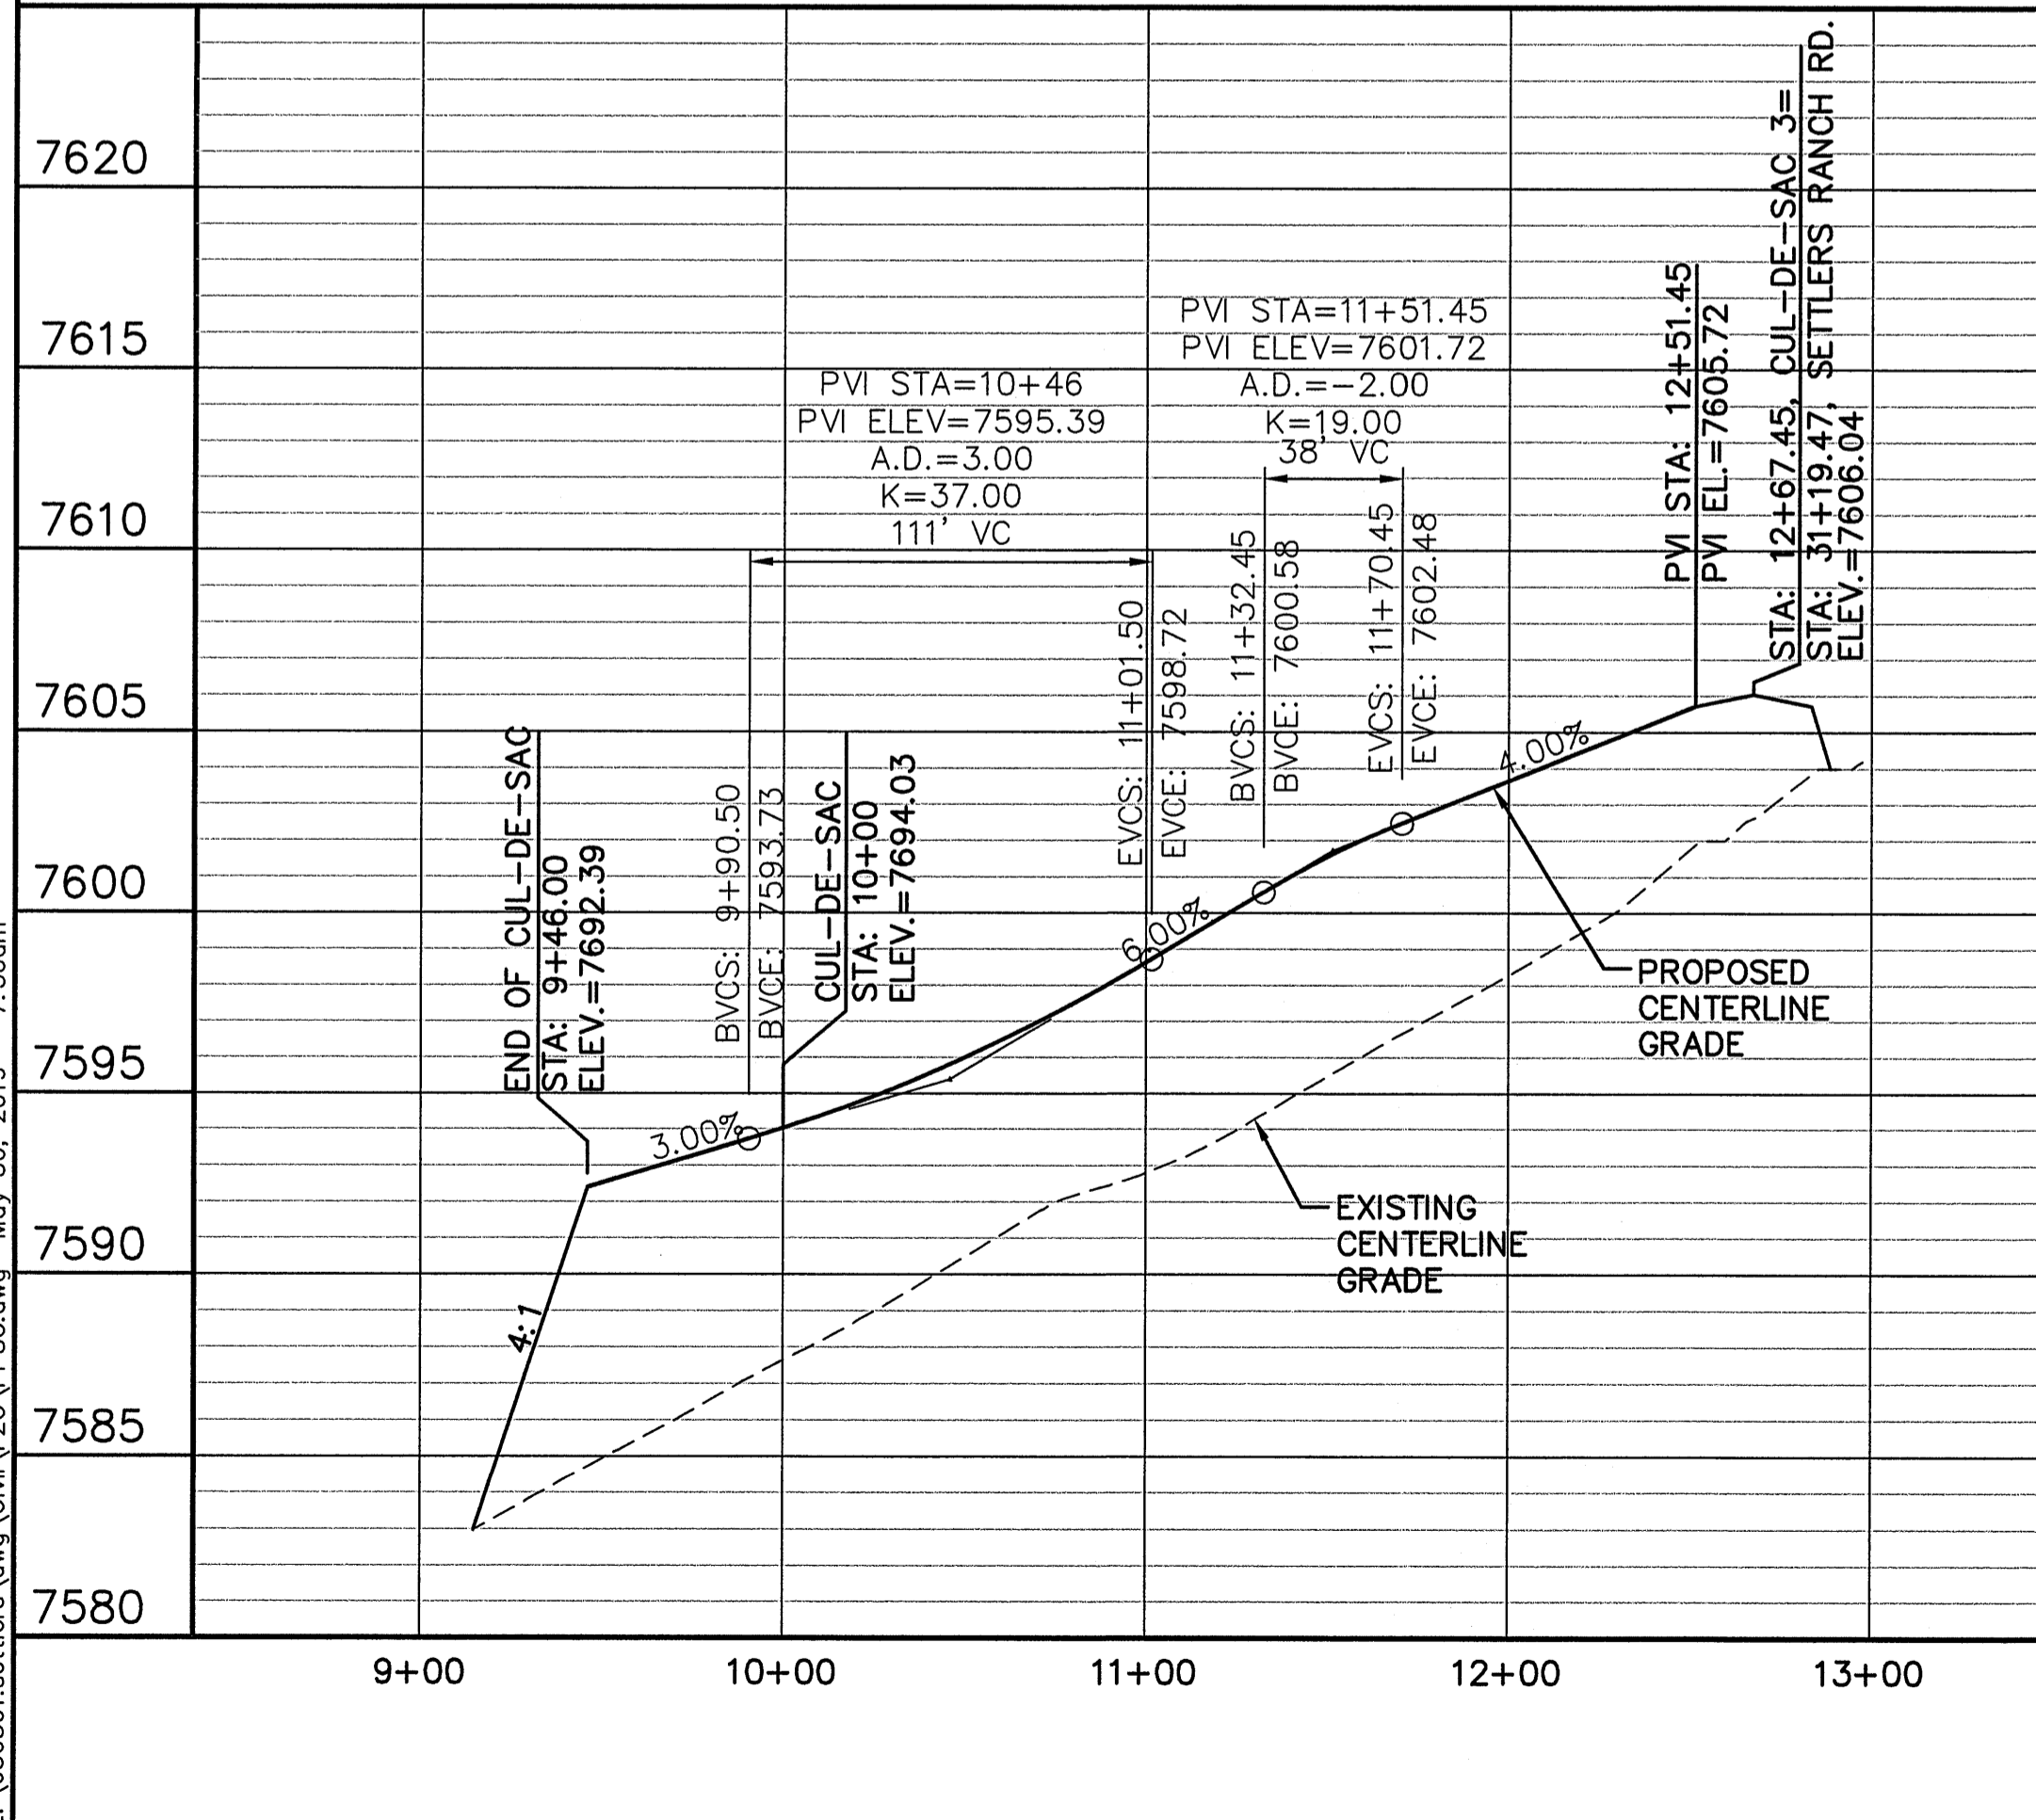 7620
7615
7610
7605
7600
7595
7590
7585
7580
END OF CUL-DE-SAC
STA: 9+46.00
ELEV.=7692.39
BVCS: 9+90.50
BVCE: 7593.73
CUL-DE-SAC
STA: 10+00
ELEV.=7694.03
PVI STA=10+46
PVI ELEV=7595.39
A.D.=3.00
K=37.00
111' VC
EVCS: 11+01.50
EVCE: 7598.72
PVI STA=11+51.45
PVI ELEV=7601.72
A.D.=-2.00
K=19.00
38' VC
BVCS: 11+32.45
BVCE: 7600.58
EVCS: 11+70.45
EVCE: 7602.48
PVI STA: 12+51.45
PVI EL.=7605.72
STA: 12+67.45, CUL-DE-SAC 3=
STA: 31+19.47, SETTLERS RANCH RD.
ELEV.=7606.04
3.00%
6.00%
4.00%
4:1
PROPOSED
CENTERLINE
GRADE
EXISTING
CENTERLINE
GRADE
9+00
10+00
11+00
12+00
13+00